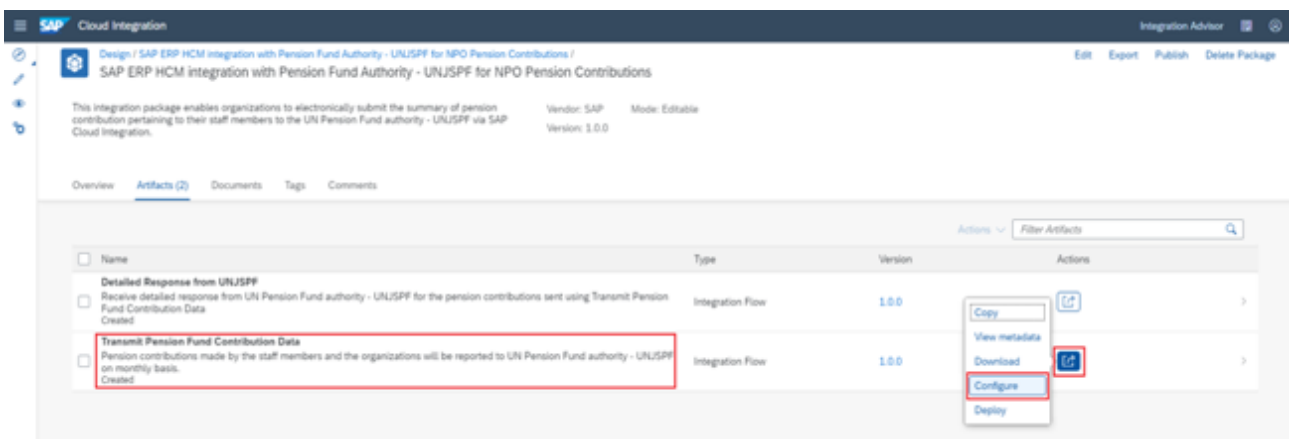 SAP Cloud Integration
Integration Advisor
Design / SAP ERP HCM integration with Pension Fund Authority - UNJSPF for NPO Pension Contributions /
Edit Export Publish Delete Package
SAP ERP HCM integration with Pension Fund Authority - UNJSPF for NPO Pension Contributions
This integration package enables organizations to electronically submit the summary of pension
contribution pertaining to their staff members to the UN Pension Fund authority - UNJSPF via SAP
Cloud Integration.
Vendor: SAP Mode: Editable
Version: 1.0.0
Overview Artifacts (2) Documents Tags Comments
Actions Filter Artifacts
Name Type Version Actions
Detailed Response from UNJSPF
Receive detailed response from UN Pension Fund authority - UNJSPF for the pension contributions sent using Transmit Pension
Fund Contribution Data
Created
Integration Flow 1.0.0
Transmit Pension Fund Contribution Data
Pension contributions made by the staff members and the organizations will be reported to UN Pension Fund authority - UNJSPF
on monthly basis.
Created
Integration Flow 1.0.0
Copy
View metadata
Download
Configure
Deploy